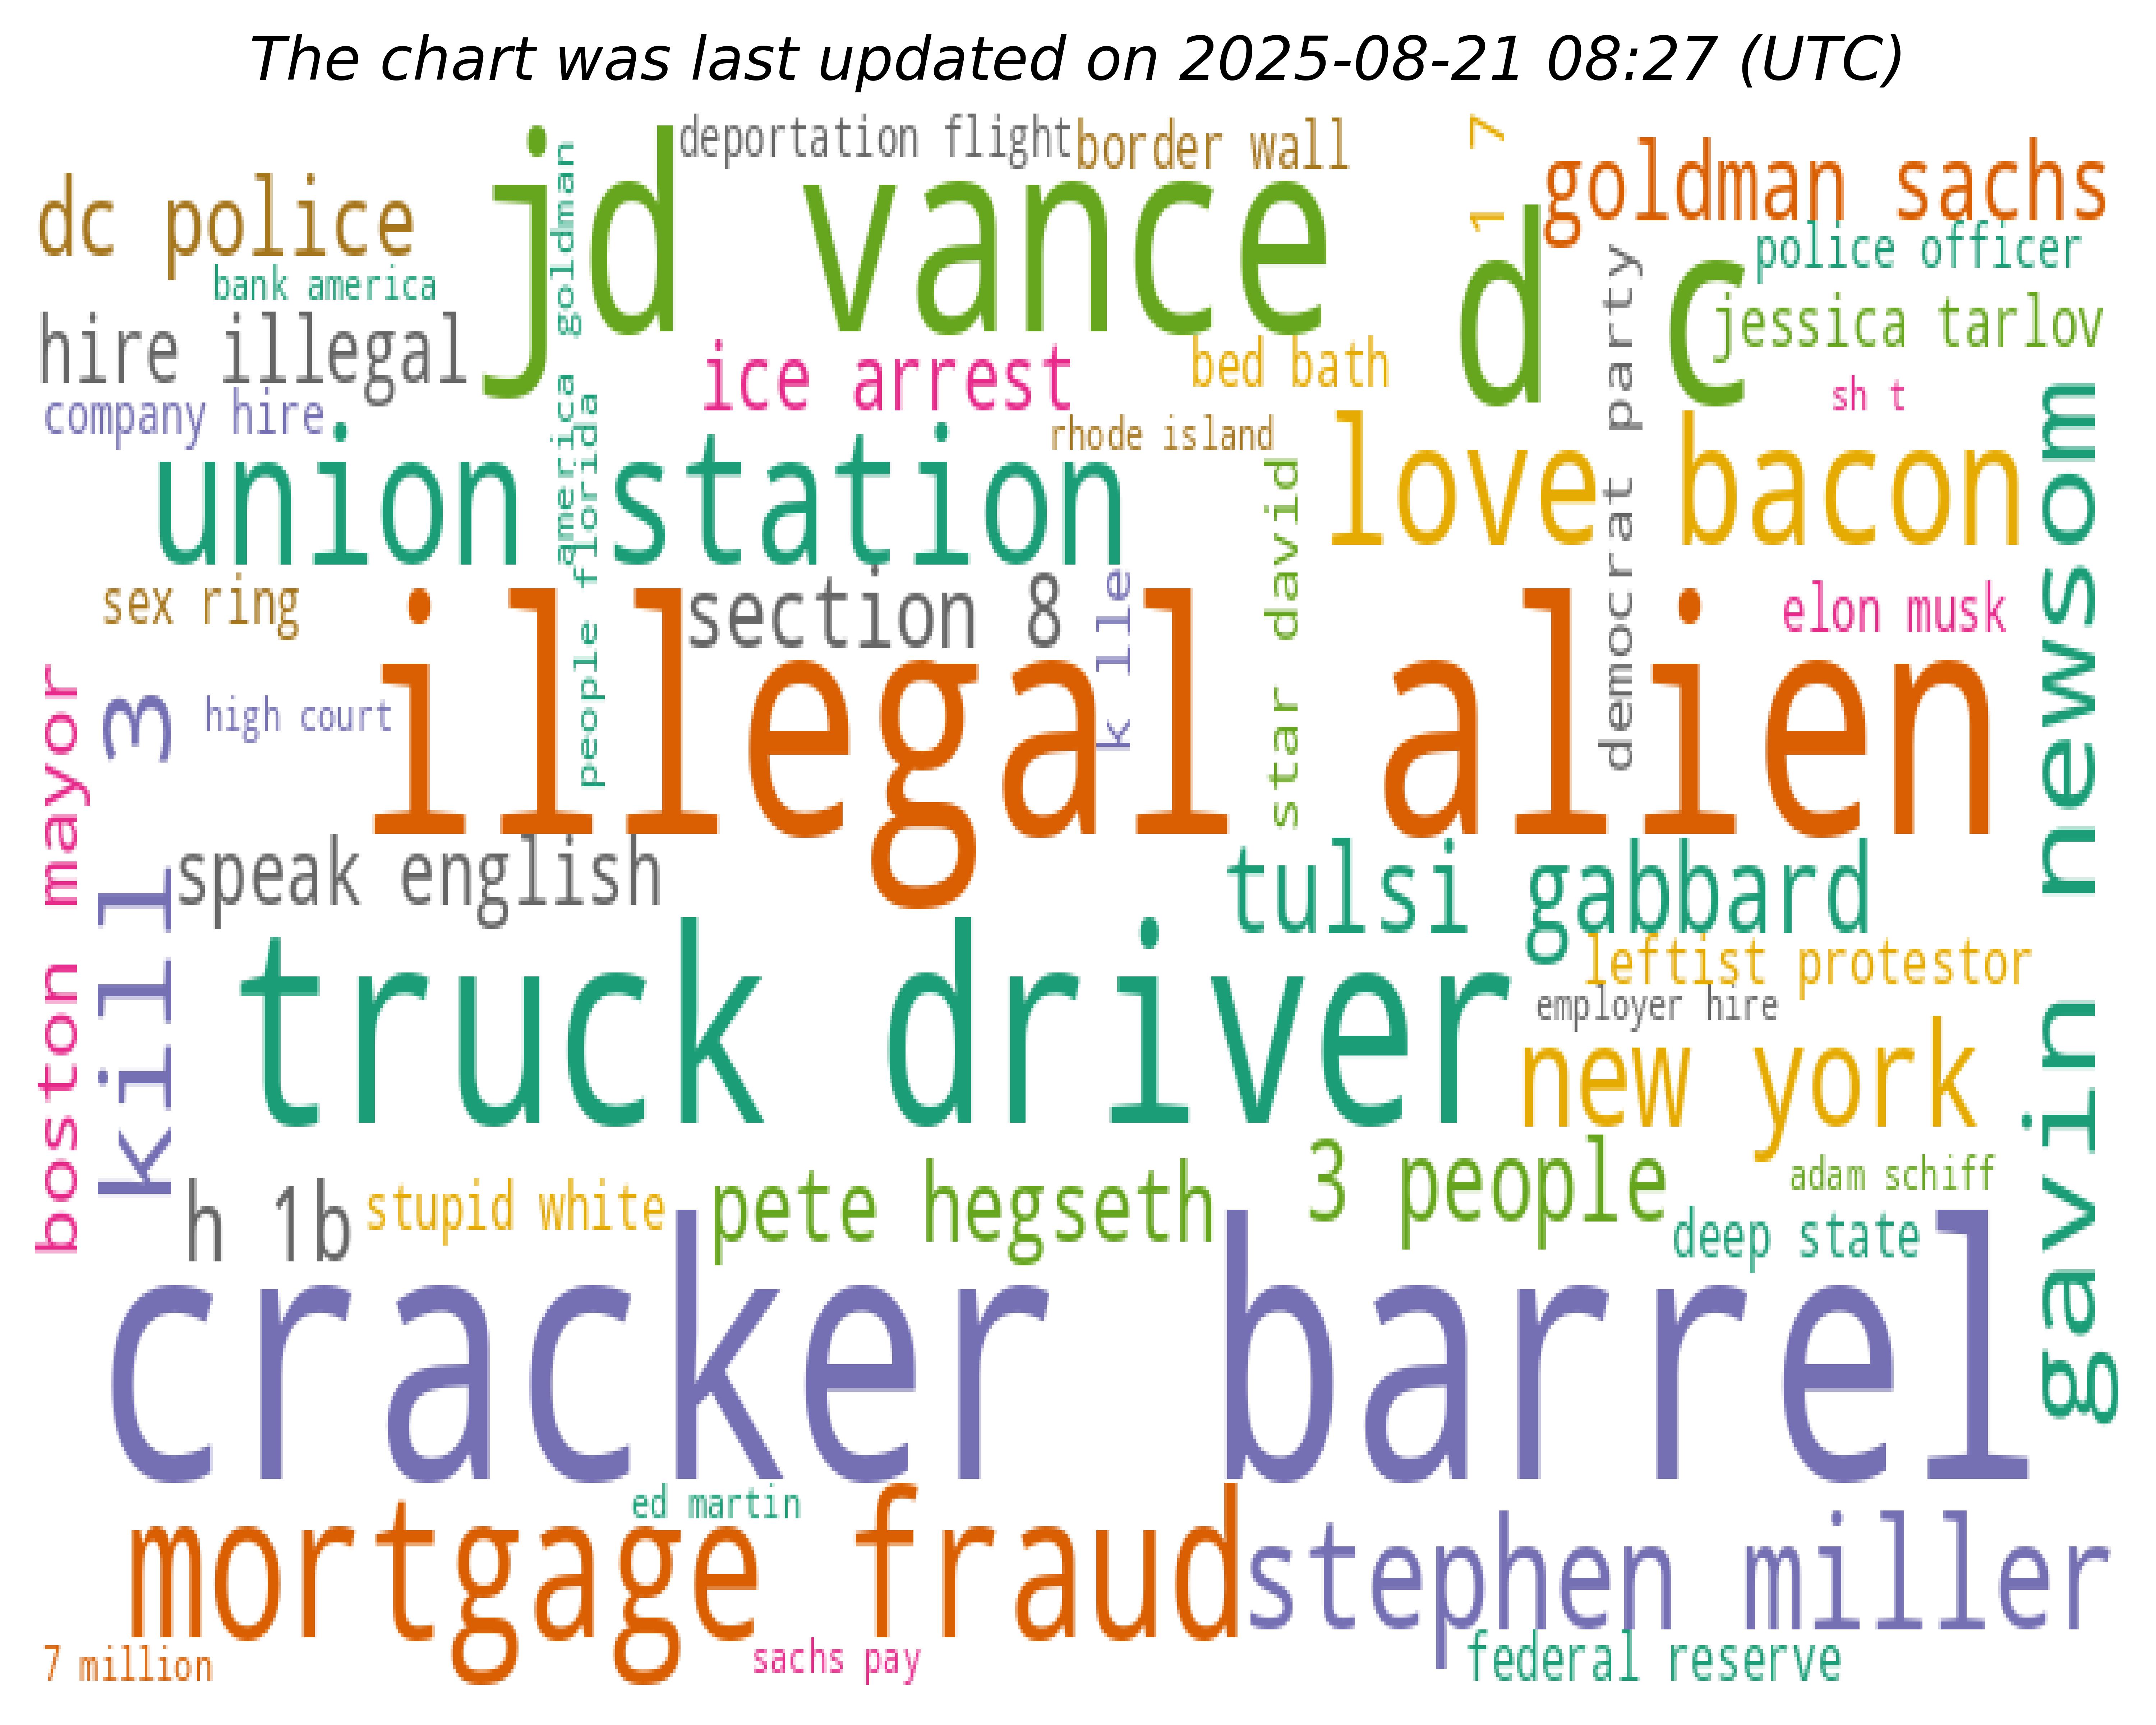 The chart was last updated on 2025-08-21 08:27 (UTC)
deportation flight
border wall
1 7
goldman sachs
dc police
jd vance
d c
police officer
bank america
america goldman
jessica tarlov
hire illegal
ice arrest
bed bath
democrat party
sh t
company hire
rhode island
love bacon
union station
people florida
star david
gavin newsom
sex ring
section 8
k lle
elon musk
illegal alien
high court
boston mayor
kill 3
speak english
tulsi gabbard
leftist protestor
truck driver
employer hire
new york
h 1b
stupid white
pete hegseth
3 people
adam schiff
deep state
cracker barrel
ed martin
mortgage fraud
stephen miller
7 million
sachs pay
federal reserve